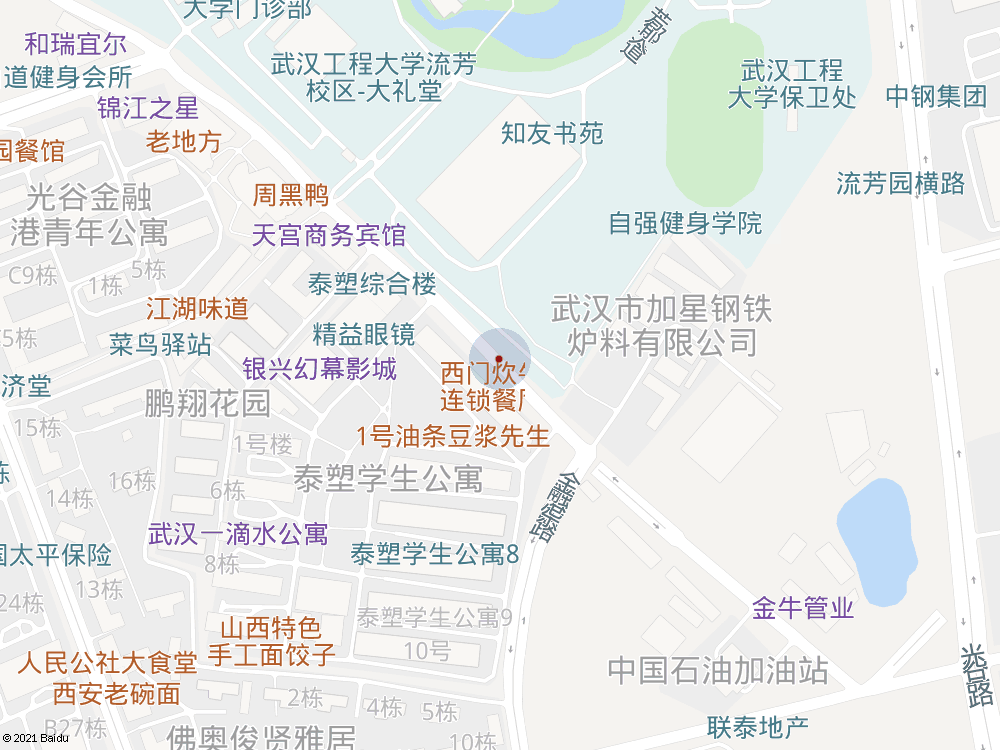 大学门诊部
和瑞宜尔
道健身会所
武汉工程大学流芳
校区-大礼堂
芳郡道
武汉工程
大学保卫处
中钢集团
锦江之星
老地方
园餐馆
知友书苑
流芳园横路
周黑鸭
光谷金融
港青年公寓
天宫商务宾馆
自强健身学院
C9栋
5栋
1栋
泰塑综合楼
江湖味道
武汉市加星钢铁
炉料有限公司
精益眼镜
菜鸟驿站
银兴幻幕影城
西门炊
连锁餐
济堂
鹏翔花园
15栋
1号楼
1号油条豆浆先生
泰塑学生公寓
栋
16栋
6栋
14栋
金融港路
武汉一滴水公寓
国太平保险
8栋
泰塑学生公寓8
13栋
24栋
金牛管业
泰塑学生公寓9
山西特色
手工面饺子
10号
人民公社大食堂
西安老碗面
中国石油加油站
光谷路
2栋
4栋
5栋
B27栋
佛奥俊贤雅居
10栋
联泰地产
© 2021 Baidu